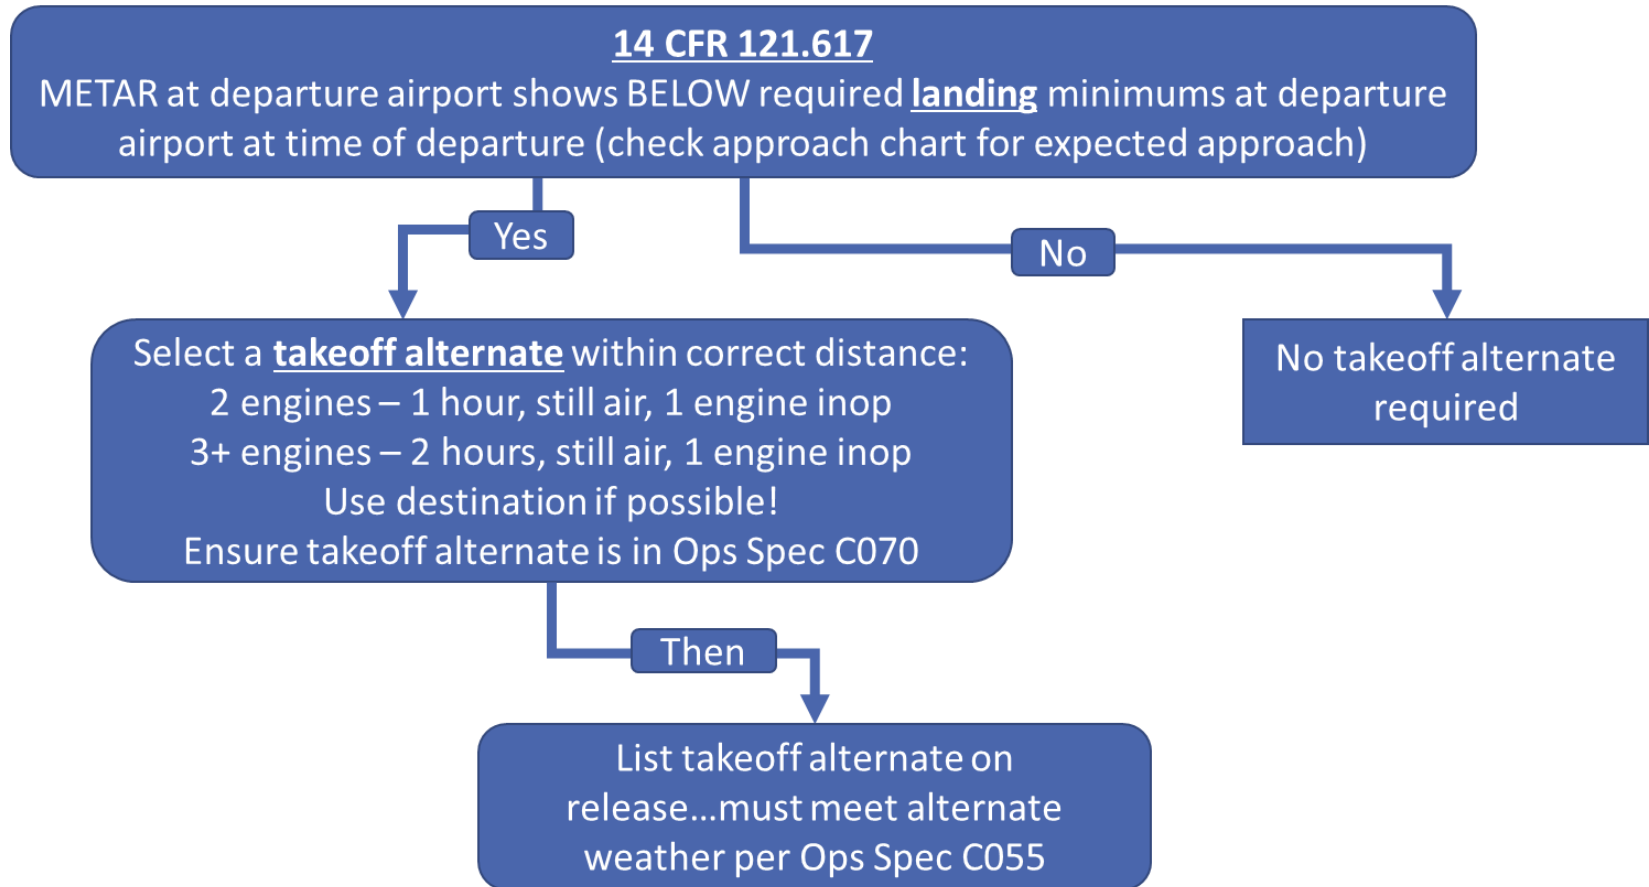 14 CFR 121.617
METAR at departure airport shows BELOW required landing minimums at departure
airport at time of departure (check approach chart for expected approach)
Yes
No
Select a takeoff alternate within correct distance:
2 engines – 1 hour, still air, 1 engine inop
3+ engines – 2 hours, still air, 1 engine inop
Use destination if possible!
Ensure takeoff alternate is in Ops Spec C070
No takeoff alternate
required
Then
List takeoff alternate on
release...must meet alternate
weather per Ops Spec C055